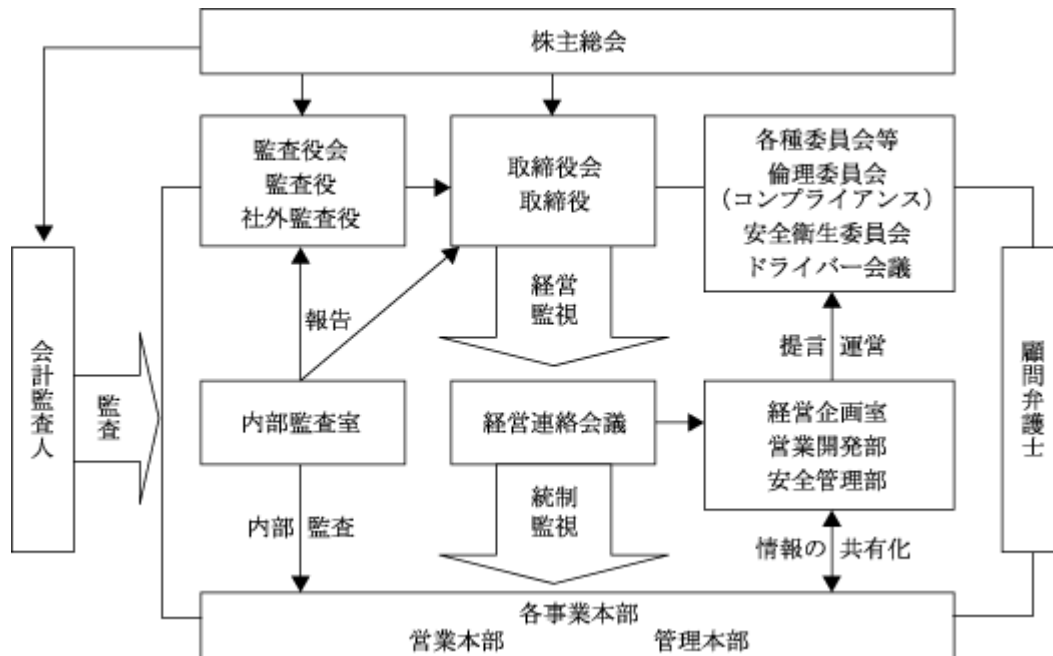 株主総会
監査役会
監査役
社外監査役
取締役会
取締役
各種委員会等
倫理委員会
（コンプライアンス）
安全衛生委員会
ドライバー会議
報告
経営
監視
提言 運営
会計監査人
監査
顧問弁護士
内部監査室
経営連絡会議
経営企画室
営業開発部
安全管理部
内部 監査
統制
監視
情報の 共有化
各事業本部
営業本部 管理本部